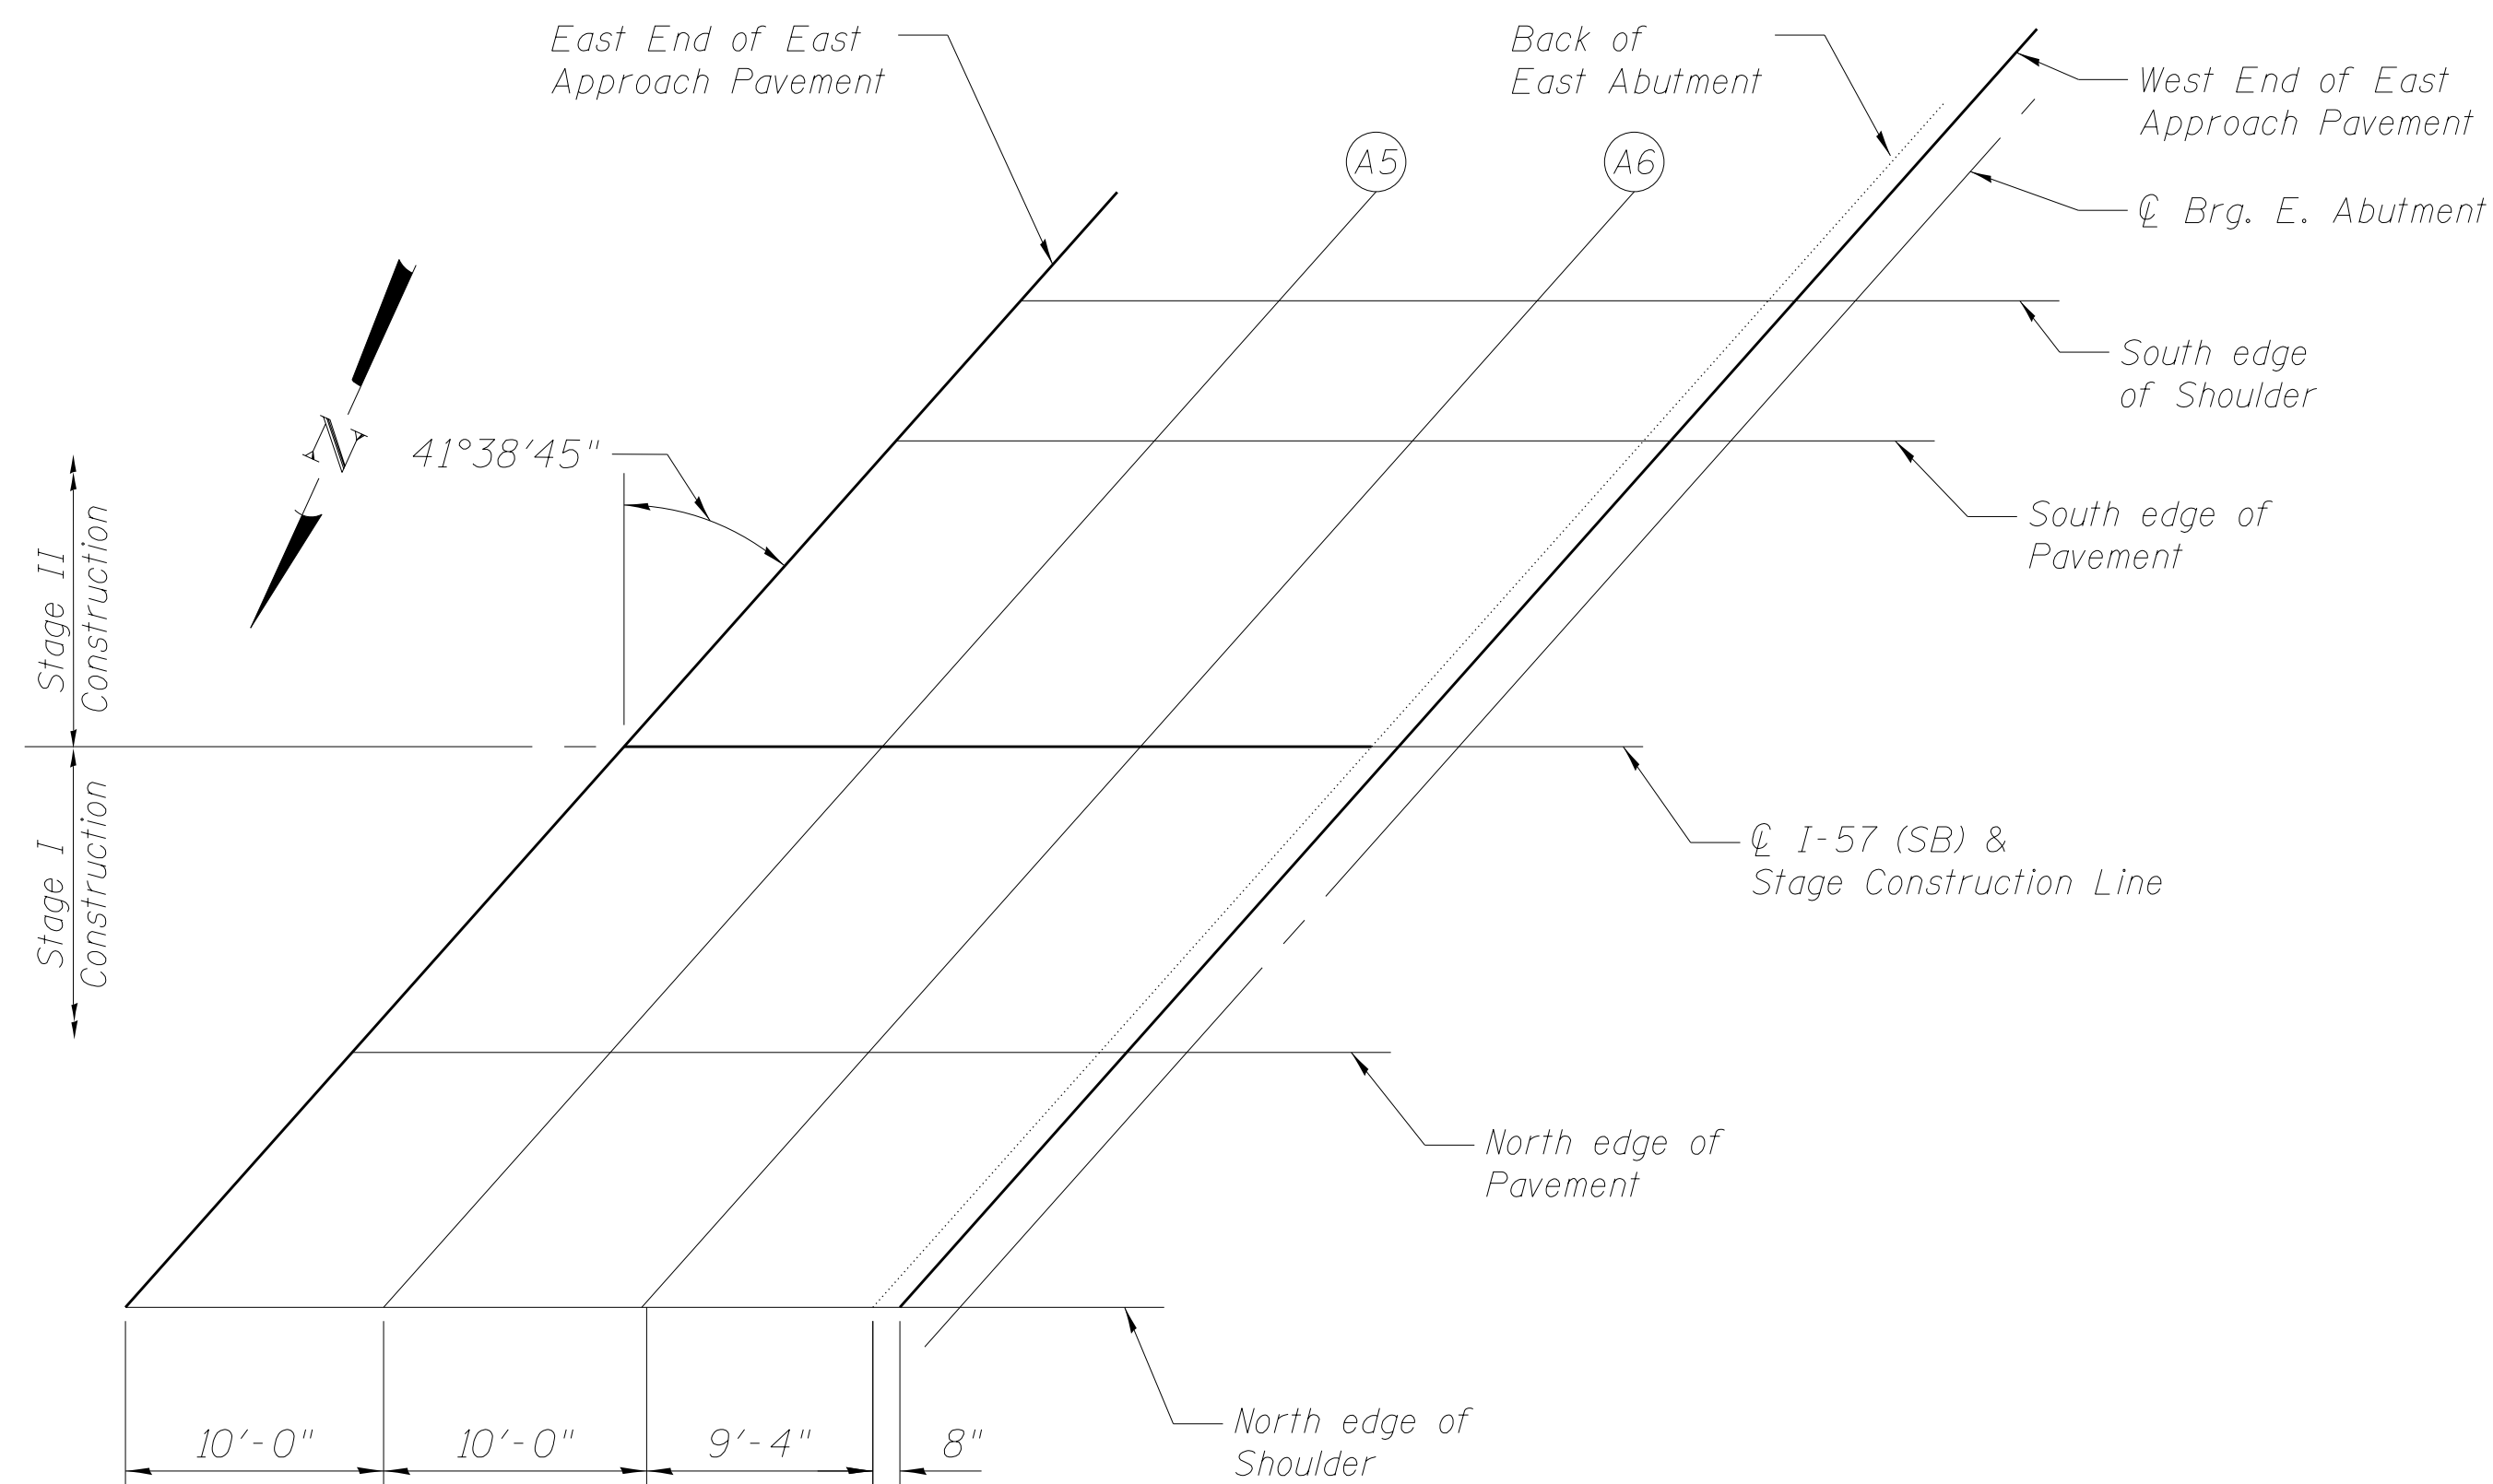 East End of East
Approach Pavement
Back of
East Abutment
West End of East
Approach Pavement
A5
A6
℄ Brg. E. Abutment
South edge
of Shoulder
N
41°38'45"
South edge of
Pavement
Stage II
Construction
Stage I
Construction
℄ I-57 (SB) &
Stage Construction Line
North edge of
Pavement
North edge of
Shoulder
10'-0"
10'-0"
9'-4"
8"